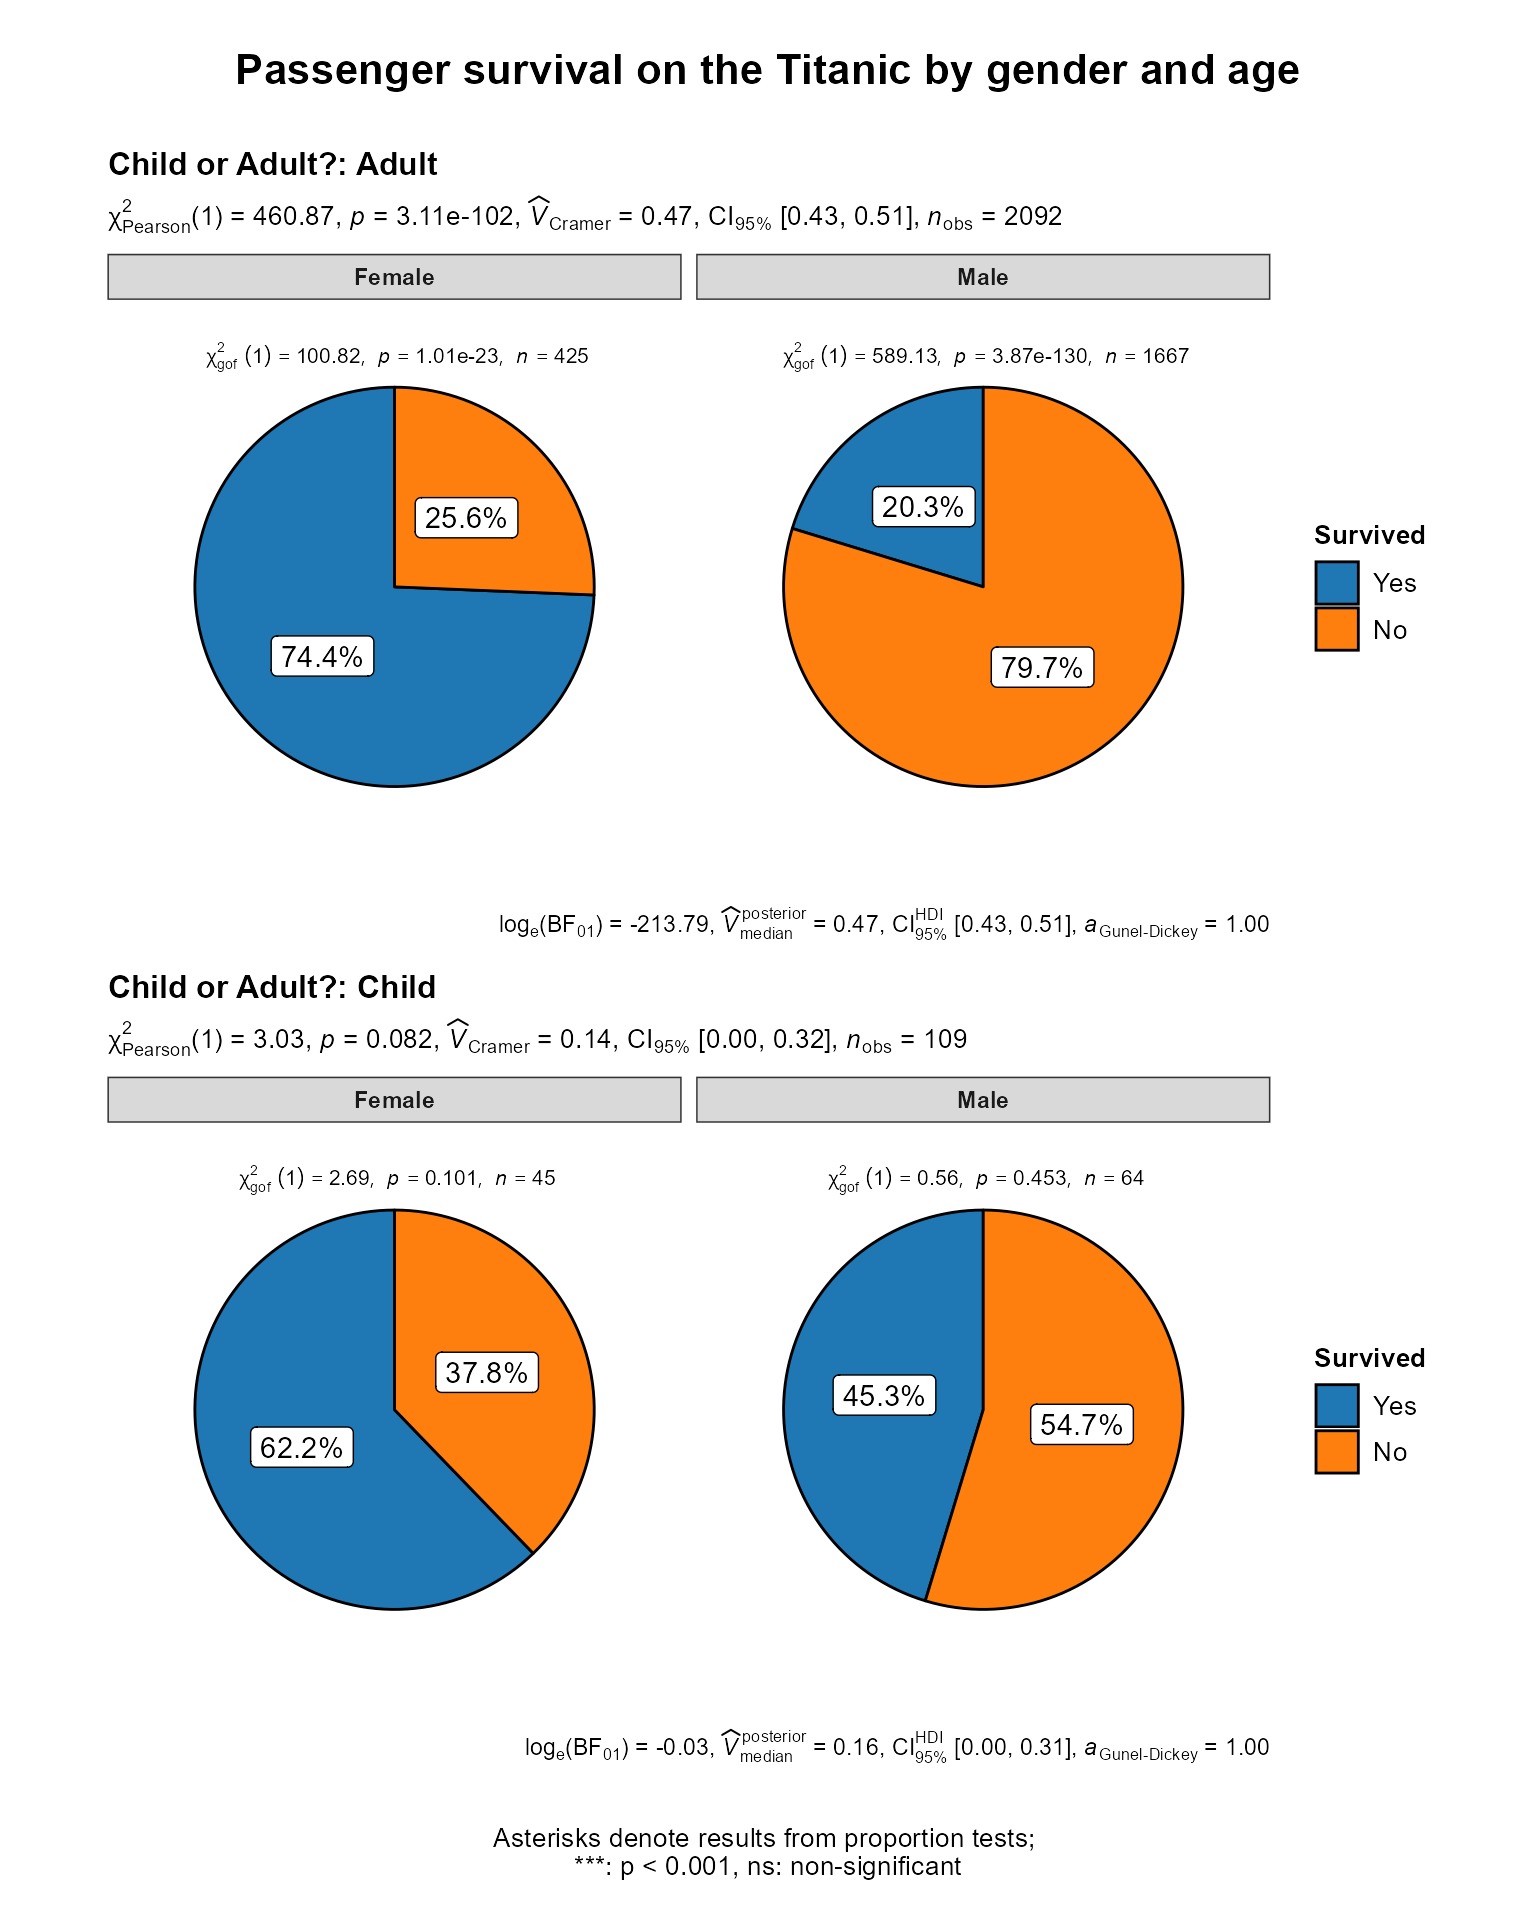 Passenger survival on the Titanic by gender and age
Child or Adult?: Adult
χ²Pearson(1) = 460.87, p = 3.11e-102, V̂Cramer = 0.47, CI95% [0.43, 0.51], nobs = 2092
Female
Male
χ²gof (1) = 100.82, p = 1.01e-23, n = 425
χ²gof (1) = 589.13, p = 3.87e-130, n = 1667
25.6%
74.4%
20.3%
79.7%
Survived
Yes
No
loge(BF01) = -213.79, V̂posterior median = 0.47, CIHDI 95% [0.43, 0.51], aGunel-Dickey = 1.00
Child or Adult?: Child
χ²Pearson(1) = 3.03, p = 0.082, V̂Cramer = 0.14, CI95% [0.00, 0.32], nobs = 109
Female
Male
χ²gof (1) = 2.69, p = 0.101, n = 45
χ²gof (1) = 0.56, p = 0.453, n = 64
37.8%
62.2%
45.3%
54.7%
Survived
Yes
No
loge(BF01) = -0.03, V̂posterior median = 0.16, CIHDI 95% [0.00, 0.31], aGunel-Dickey = 1.00
Asterisks denote results from proportion tests;
***: p < 0.001, ns: non-significant